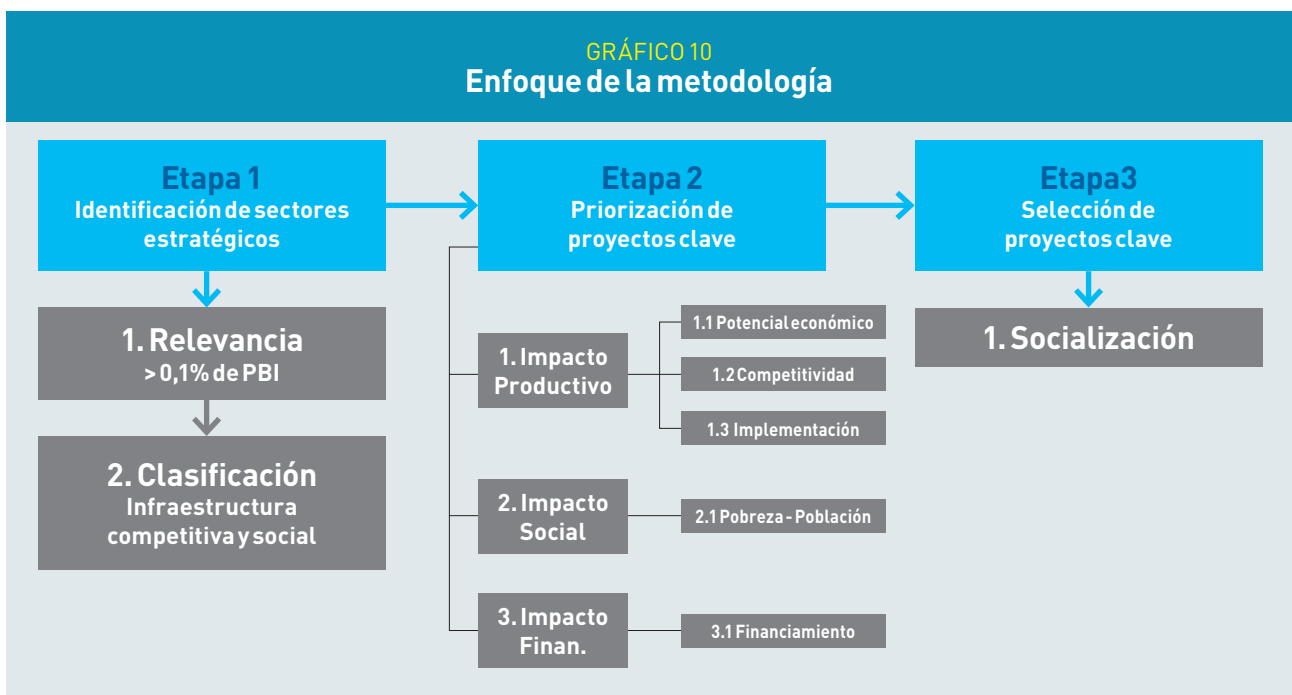 GRÁFICO 10
Enfoque de la metodología
Etapa 1
Identificación de sectores
estratégicos
1. Relevancia
> 0,1% de PBI
2. Clasificación
Infraestructura
competitiva y social
Etapa 2
Priorización de
proyectos clave
1. Impacto
Productivo
1.1 Potencial económico
1.2 Competitividad
1.3 Implementación
2. Impacto
Social
2.1 Pobreza - Población
3. Impacto
Finan.
3.1 Financiamiento
Etapa3
Selección de
proyectos clave
1. Socialización